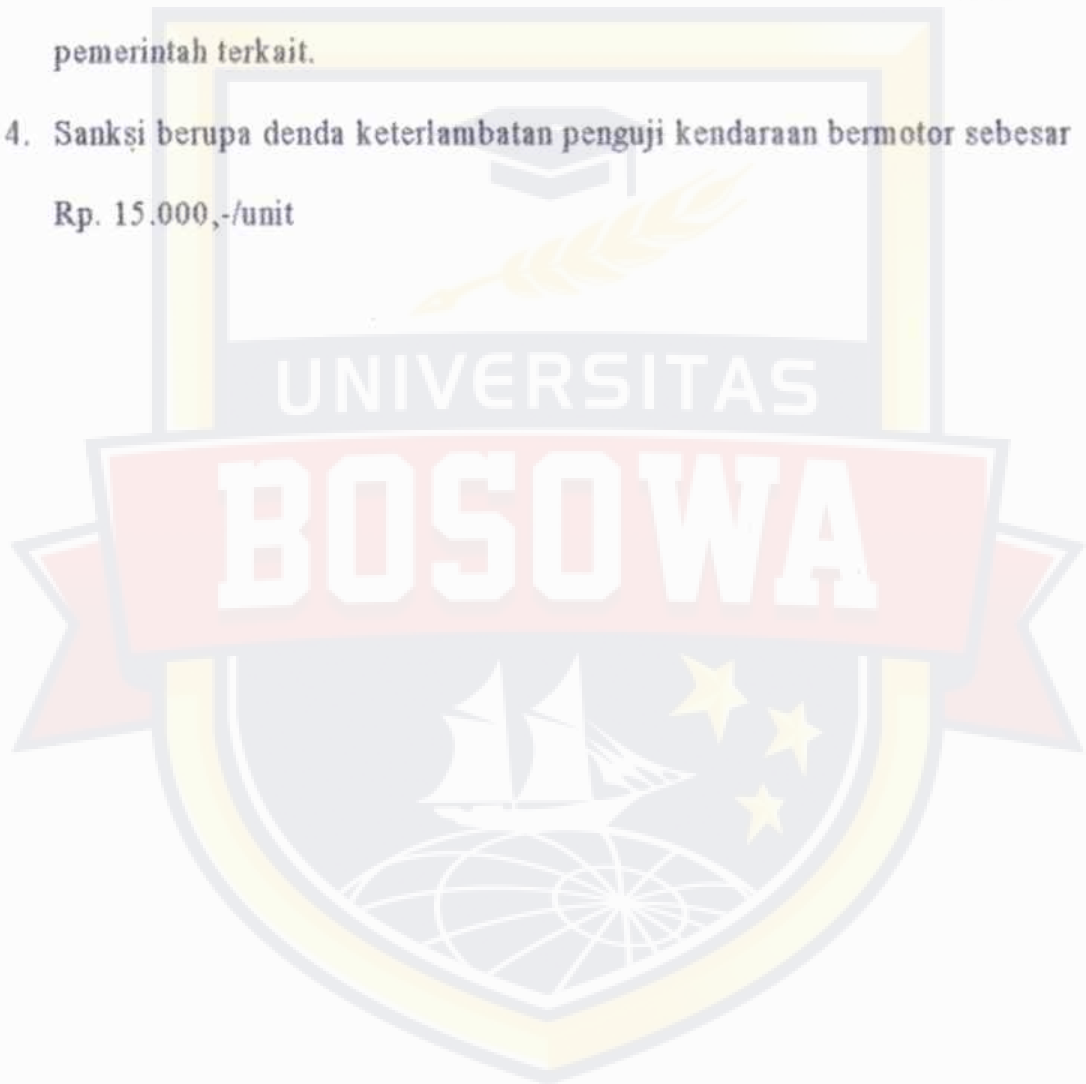 pemerintah terkait.
4. Sanksi berupa denda keterlambatan penguji kendaraan bermotor sebesar
Rp. 15.000,-/unit
UNIVERSITAS
BOSOWA